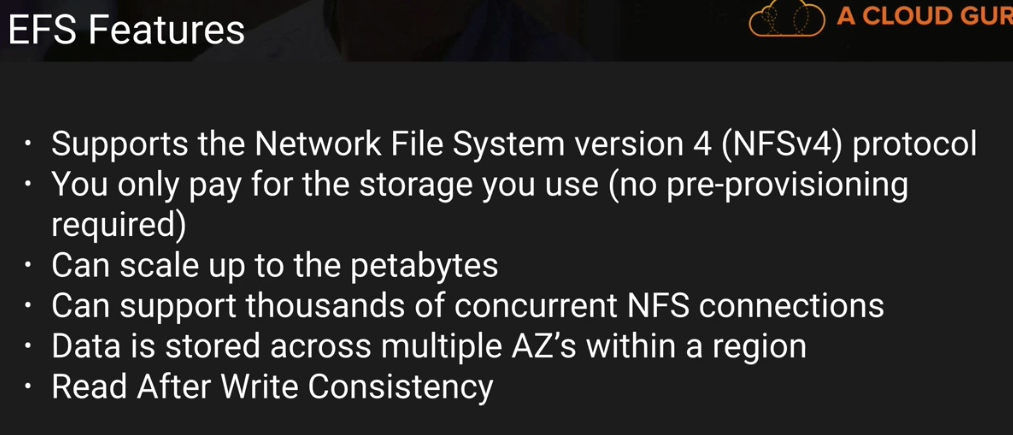 EFS Features
A CLOUD GUR
• Supports the Network File System version 4 (NFSv4) protocol
• You only pay for the storage you use (no pre-provisioning
required)
• Can scale up to the petabytes
• Can support thousands of concurrent NFS connections
• Data is stored across multiple AZ’s within a region
• Read After Write Consistency